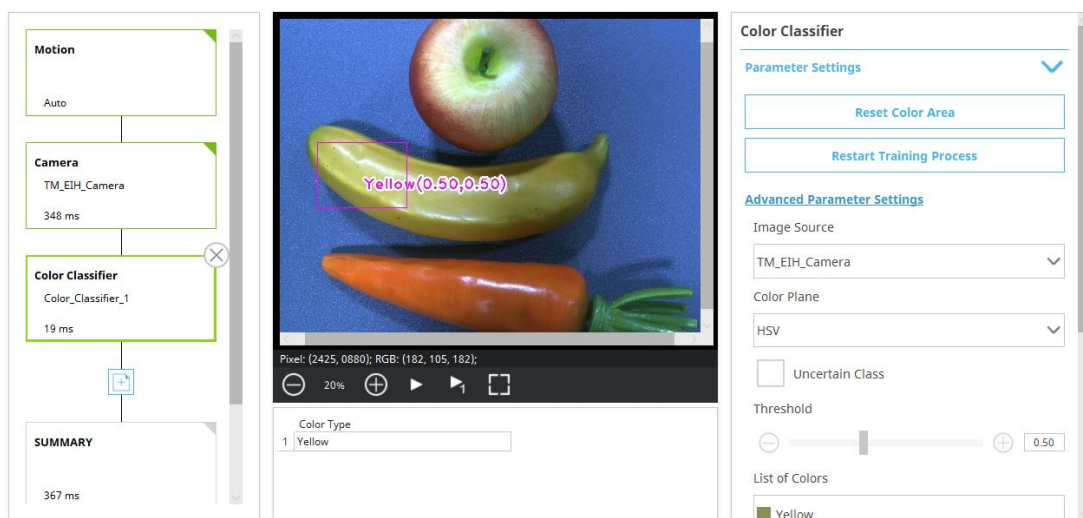 Motion
Auto
Camera
TM_EIH_Camera
348 ms
Color Classifier
Color_Classifier_1
19 ms
SUMMARY
367 ms
Yellow(0.50,0.50)
Pixel: (2425, 0880); RGB: (182, 105, 182);
20%
1
Color Type
1 Yellow
Color Classifier
Parameter Settings
Reset Color Area
Restart Training Process
Advanced Parameter Settings
Image Source
TM_EIH_Camera
Color Plane
HSV
Uncertain Class
Threshold
0.50
List of Colors
Yellow